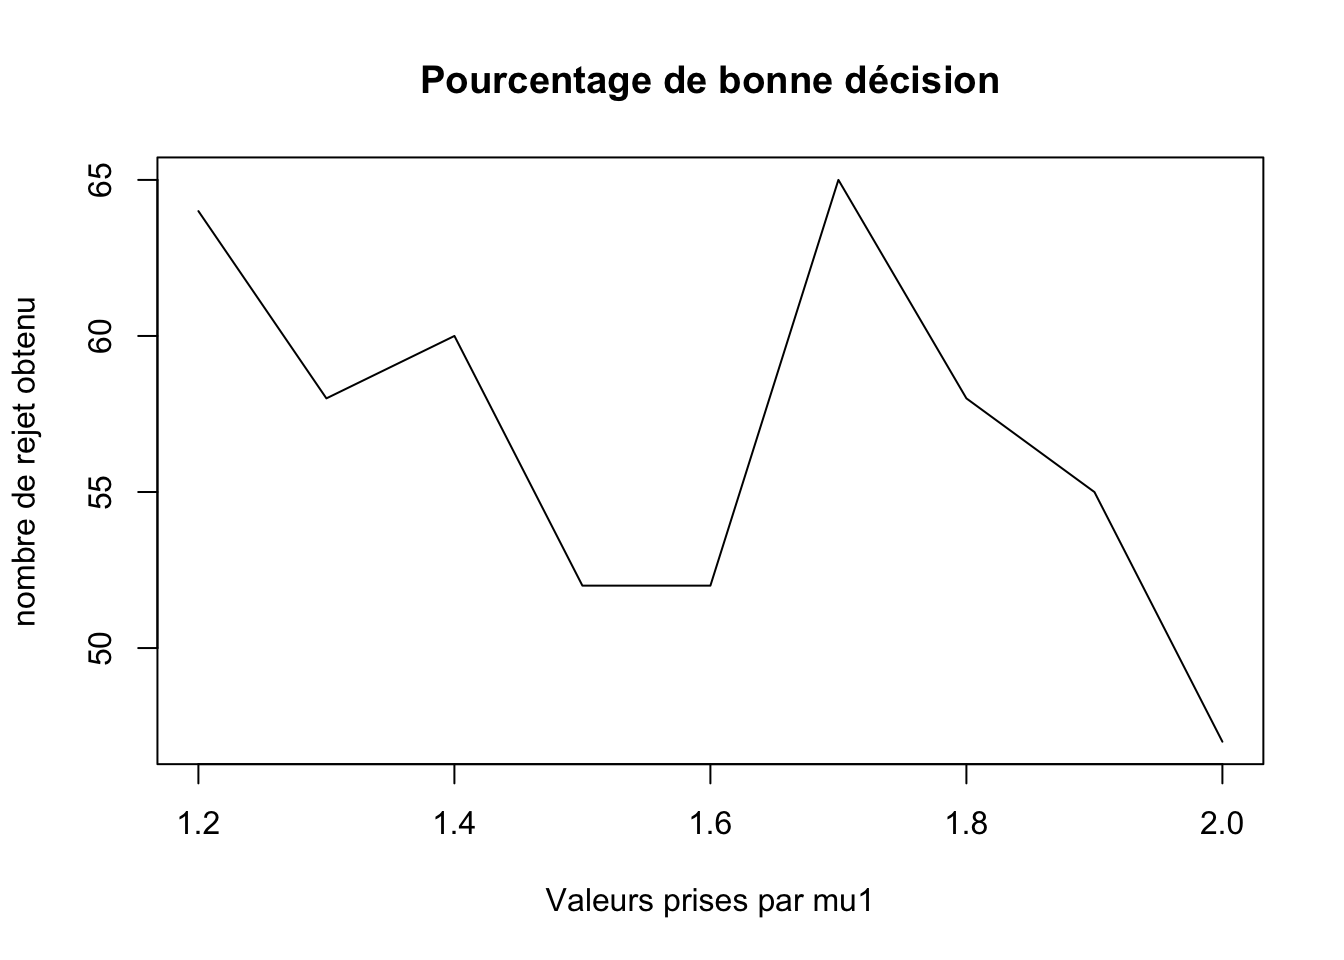 Pourcentage de bonne décision
nombre de rejet obtenu
65
60
55
50
1.2 1.4 1.6 1.8 2.0
Valeurs prises par mu1